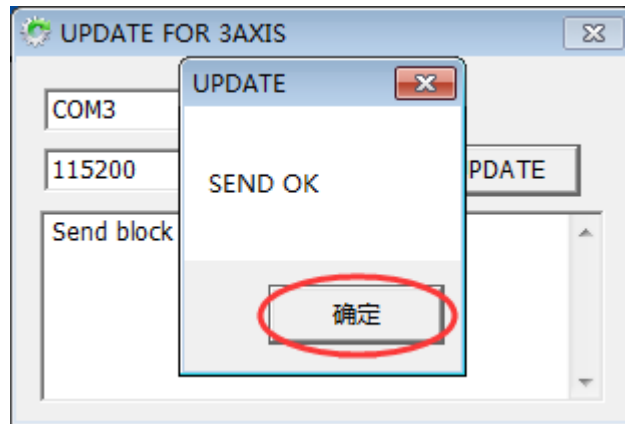 UPDATE FOR 3AXIS
UPDATE
COM3
115200
PDATE
SEND OK
Send block
确定